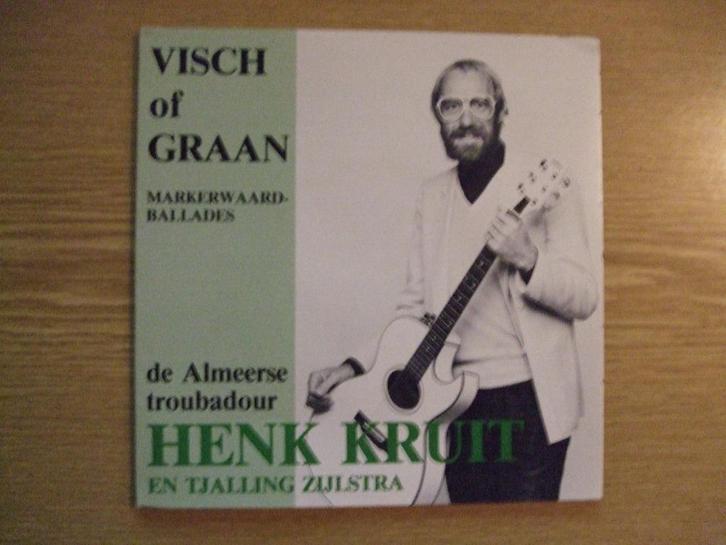 VISCH
of
GRAAN
MARKERWAARD-
BALLADES
de Almeerse
troubadour
HENK KRUIT
EN TJALLING ZIJLSTRA